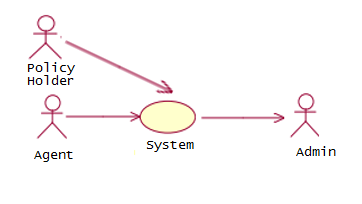 Policy
Holder
Agent
System
Admin